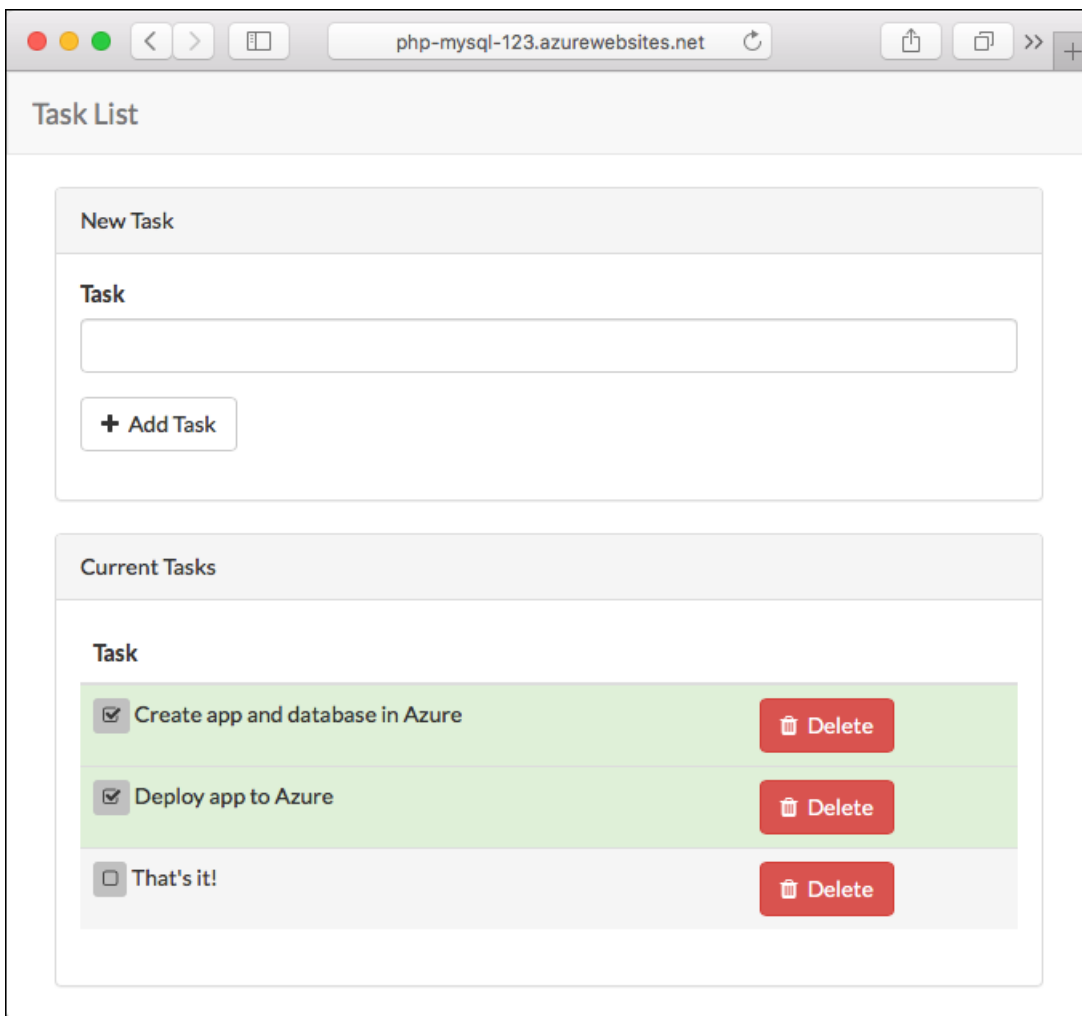 php-mysql-123.azurewebsites.net
Task List
New Task
Task
+ Add Task
Current Tasks
Task
Create app and database in Azure
Delete
Deploy app to Azure
Delete
That's it!
Delete